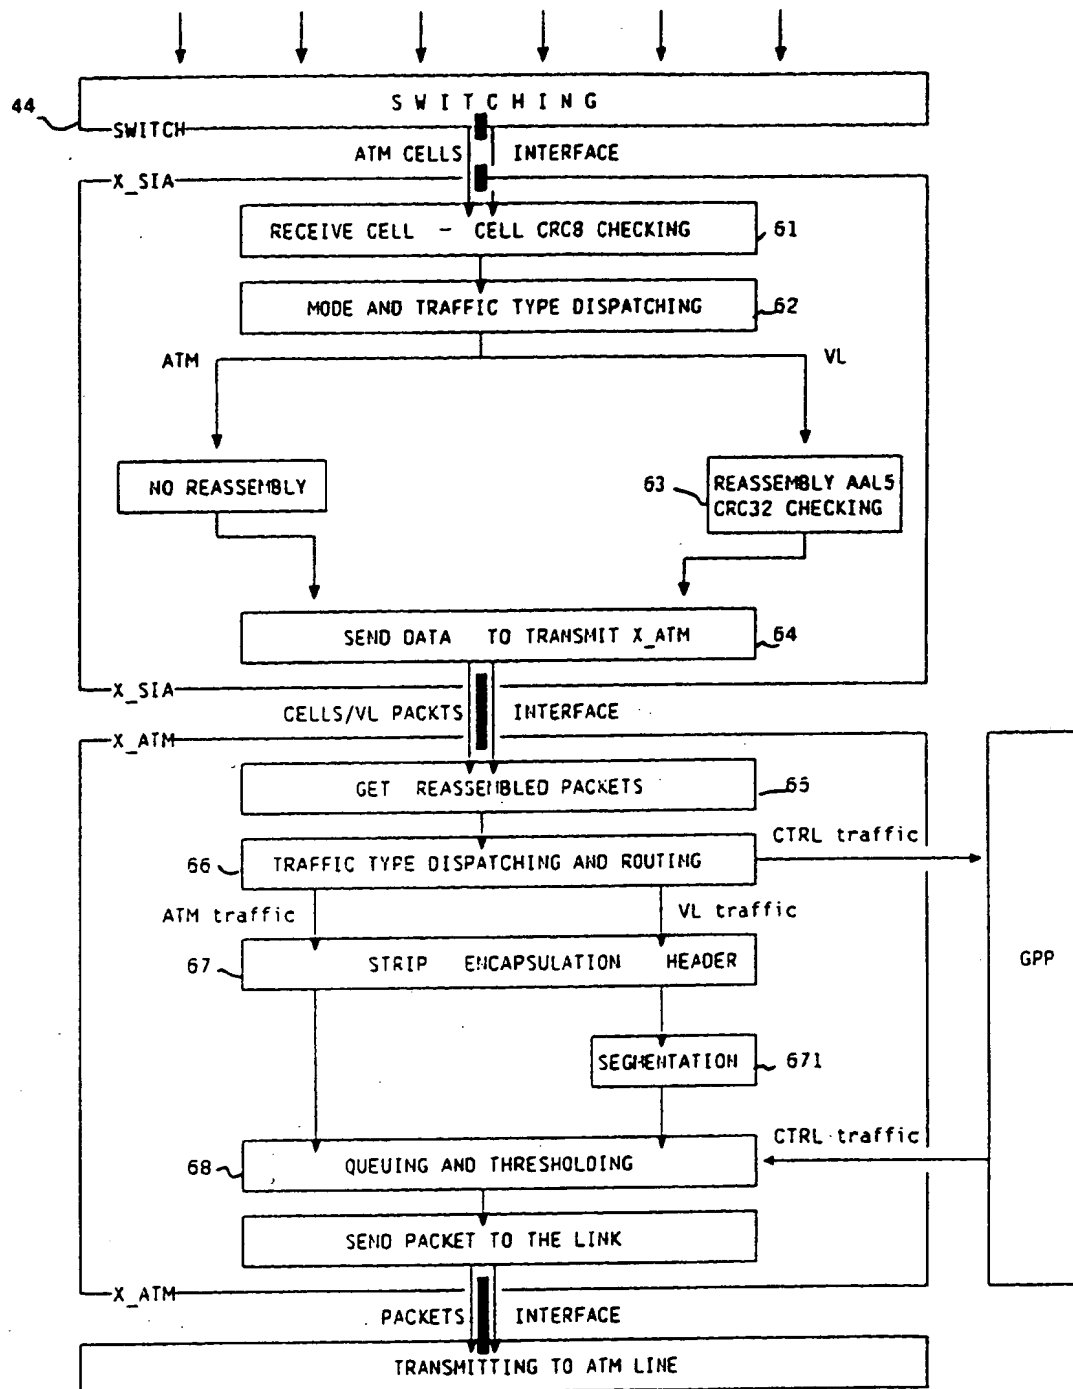 S W I T C H I N G
44
SWITCH
ATM CELLS INTERFACE
X_SIA
RECEIVE CELL - CELL CRC8 CHECKING
61
MODE AND TRAFFIC TYPE DISPATCHING
62
ATM
VL
NO REASSEMBLY
63
REASSEMBLY AAL5
CRC32 CHECKING
SEND DATA TO TRANSMIT X_ATM
64
X_SIA
CELLS/VL PACKTS INTERFACE
X_ATM
GET REASSEMBLED PACKETS
65
CTRL traffic
66
TRAFFIC TYPE DISPATCHING AND ROUTING
ATM traffic
VL traffic
67
STRIP ENCAPSULATION HEADER
GPP
SEGMENTATION
671
CTRL traffic
68
QUEUING AND THRESHOLDING
SEND PACKET TO THE LINK
X_ATM
PACKETS INTERFACE
TRANSMITTING TO ATM LINE